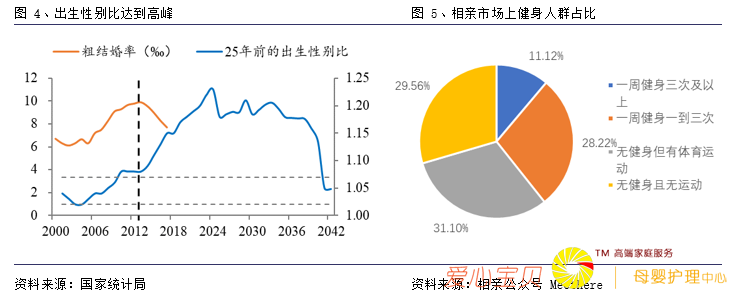 图 4、出生性别比达到高峰
粗结婚率（‰）
25年前的出生性别比
12
10
8
6
4
2
0
1.25
1.20
1.15
1.10
1.05
1.00
2000
2006
2012
2018
2024
2030
2036
2042
资料来源：国家统计局
图 5、相亲市场上健身人群占比
11.12%
28.22%
31.10%
29.56%
一周健身三次及以
上
一周健身一到三次
无健身但有体育运
动
无健身且无运动
资料来源：相亲公众号
爱心宝贝
TM 高端家庭服务
母婴护理中心